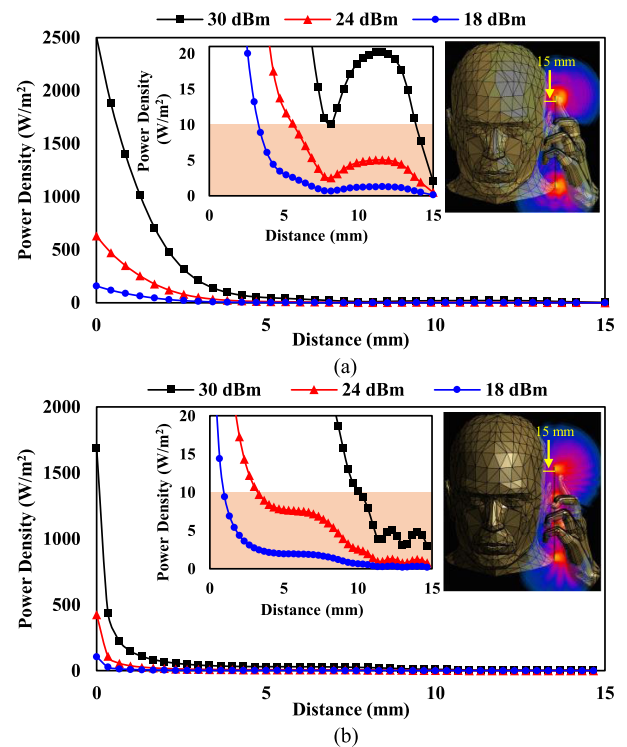 30 dBm 24 dBm 18 dBm
2500
2000
1500
1000
500
0
Power Density (W/m²)
0 5 10 15
Distance (mm)
20
15
10
5
0
Power Density
(W/m²)
0 5 10 15
Distance (mm)
15 mm
(a)
30 dBm 24 dBm 18 dBm
2000
1500
1000
500
0
Power Density (W/m²)
0 5 10 15
Distance (mm)
20
15
10
5
0
Power Density
(W/m²)
0 5 10 15
Distance (mm)
15 mm
(b)